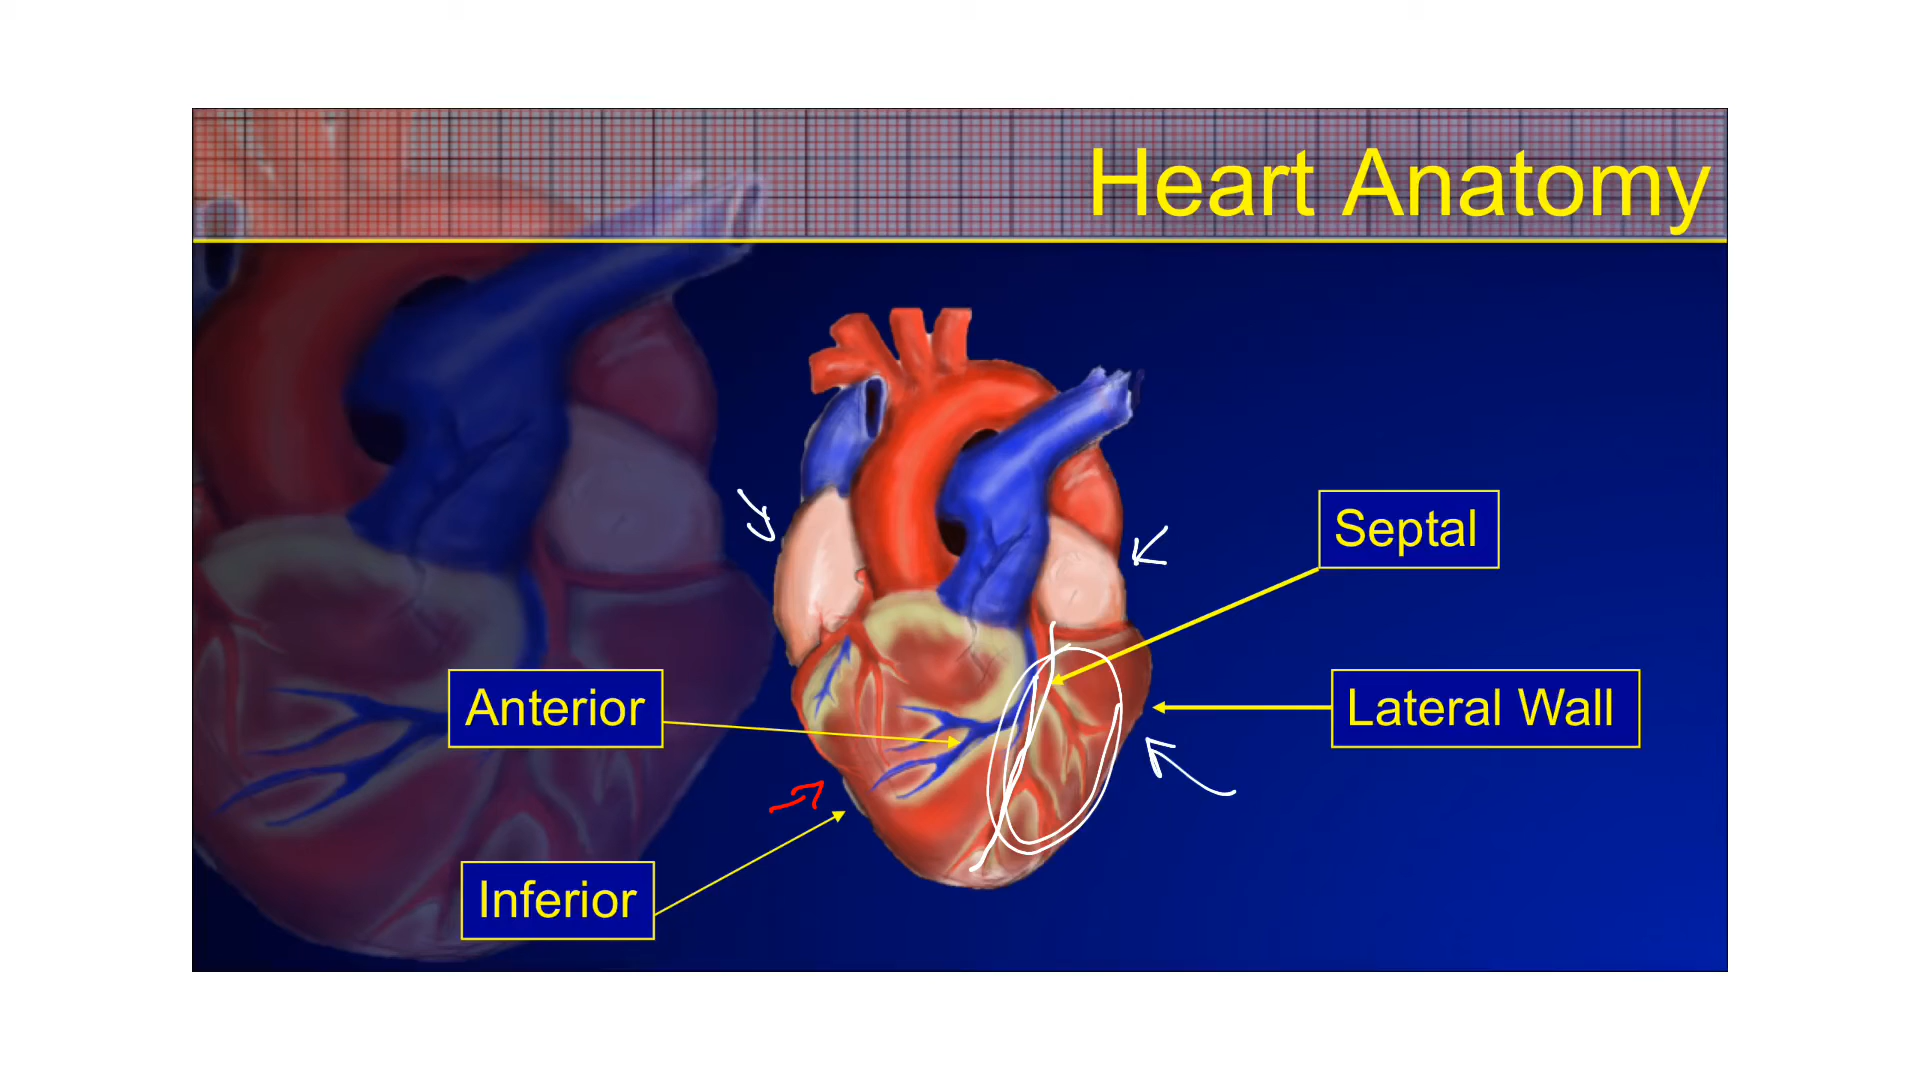 Heart Anatomy
Septal
Anterior
Lateral Wall
Inferior